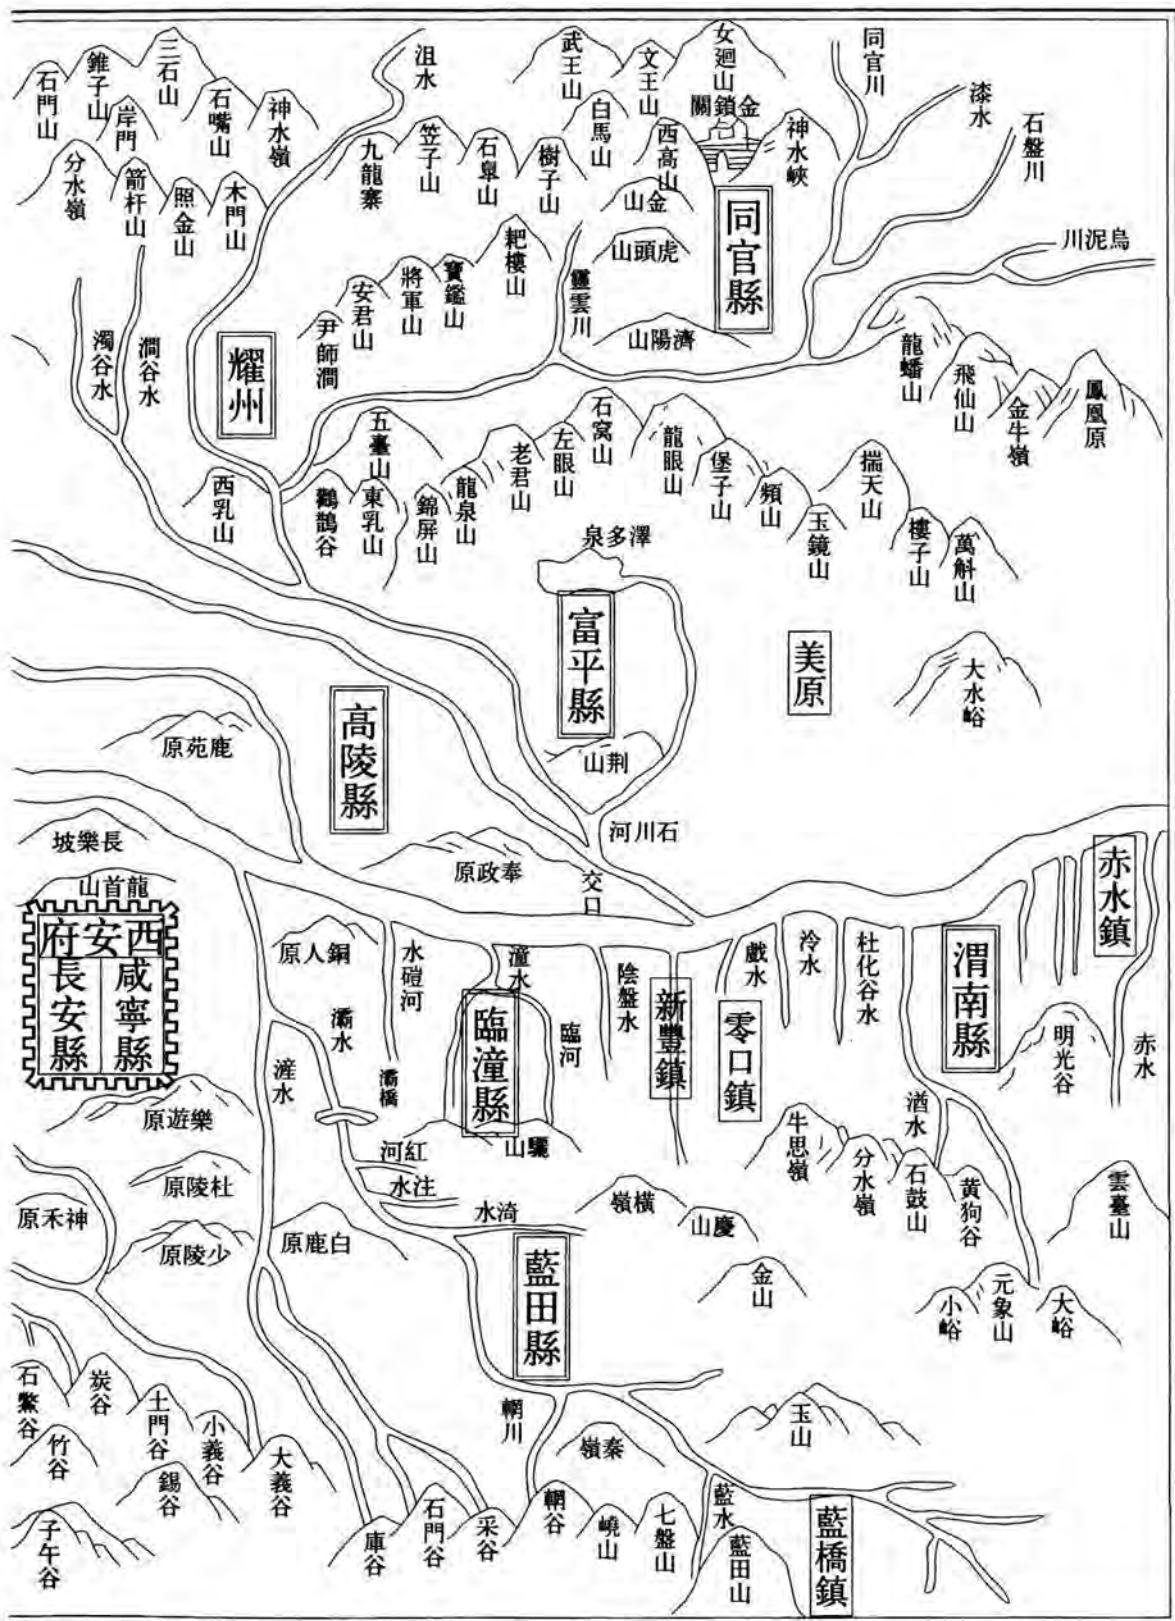 女迴山
文王山
武王山
同官川
沮水
三石山
錐子山
石門山
漆水
石盤川
金鎖關
神水峽
西高山
白馬山
樹子山
石臯山
笠子山
九龍寨
神水嶺
石嘴山
岸門
金山
同官縣
烏泥川
虎頭山
濟陽山
靈雲川
耙樓山
寶鑑山
將軍山
安君山
尹師澗
木門山
照金山
箭杆山
分水嶺
耀州
澗谷水
濁谷水
鳳凰原
金牛嶺
飛仙山
龍蟠山
萬斛山
樓子山
揣天山
玉鏡山
頻山
堡子山
龍眼山
石窩山
左眼山
老君山
龍泉山
錦屏山
五臺山
東乳山
鸛鵲谷
西乳山
澤多泉
富平縣
美原
大水峪
荆山
高陵縣
鹿苑原
石川河
奉政原
交口
長樂坡
龍首山
西安府
咸寧縣
長安縣
赤水鎮
渭南縣
杜化谷水
冷水
戲水
零口鎮
新豐鎮
陰盤水
潼水
臨河
臨潼縣
水磑河
銅人原
灞水
灞橋
滻水
赤水
明光谷
湭水
驪山
紅河
注水
樂遊原
杜陵原
神禾原
少陵原
白鹿原
滻水
牛思嶺
分水嶺
石鼓山
黄狗谷
雲臺山
橫嶺
慶山
金山
藍田縣
大峪
元象山
小峪
玉山
秦嶺
輞川
石鱉谷
炭谷
土門谷
小義谷
大義谷
竹谷
錫谷
子午谷
庫谷
石門谷
采谷
輞谷
嶢山
七盤山
藍水
藍田山
藍橋鎮